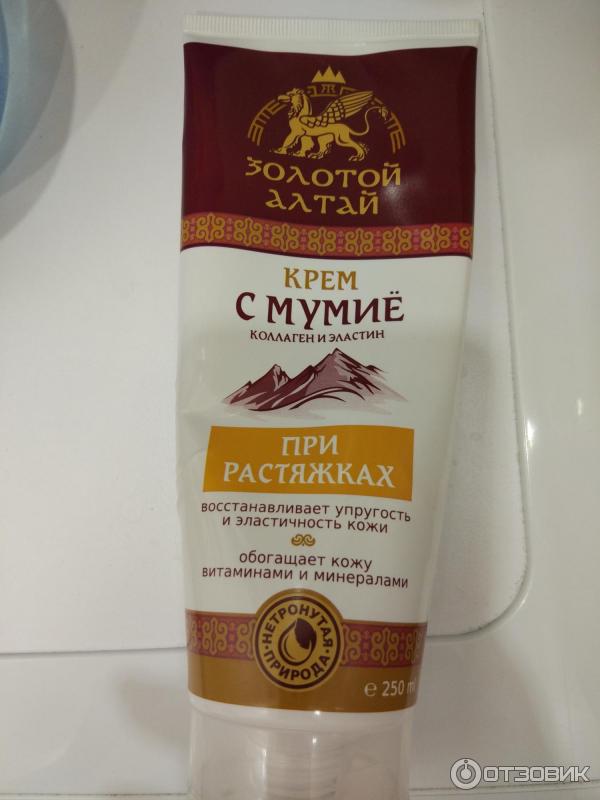 ЗОЛОТОЙ
АЛТАЙ
КРЕМ
С МУМИЁ
КОЛЛАГЕН И ЭЛАСТИН
ПРИ
РАСТЯЖКАХ
восстанавливает упругость
и эластичность кожи
обогащает кожу
витаминами и минералами
НЕТРОНУТАЯ
ПРИРОДА
e 250 ml
ОТЗОВИК